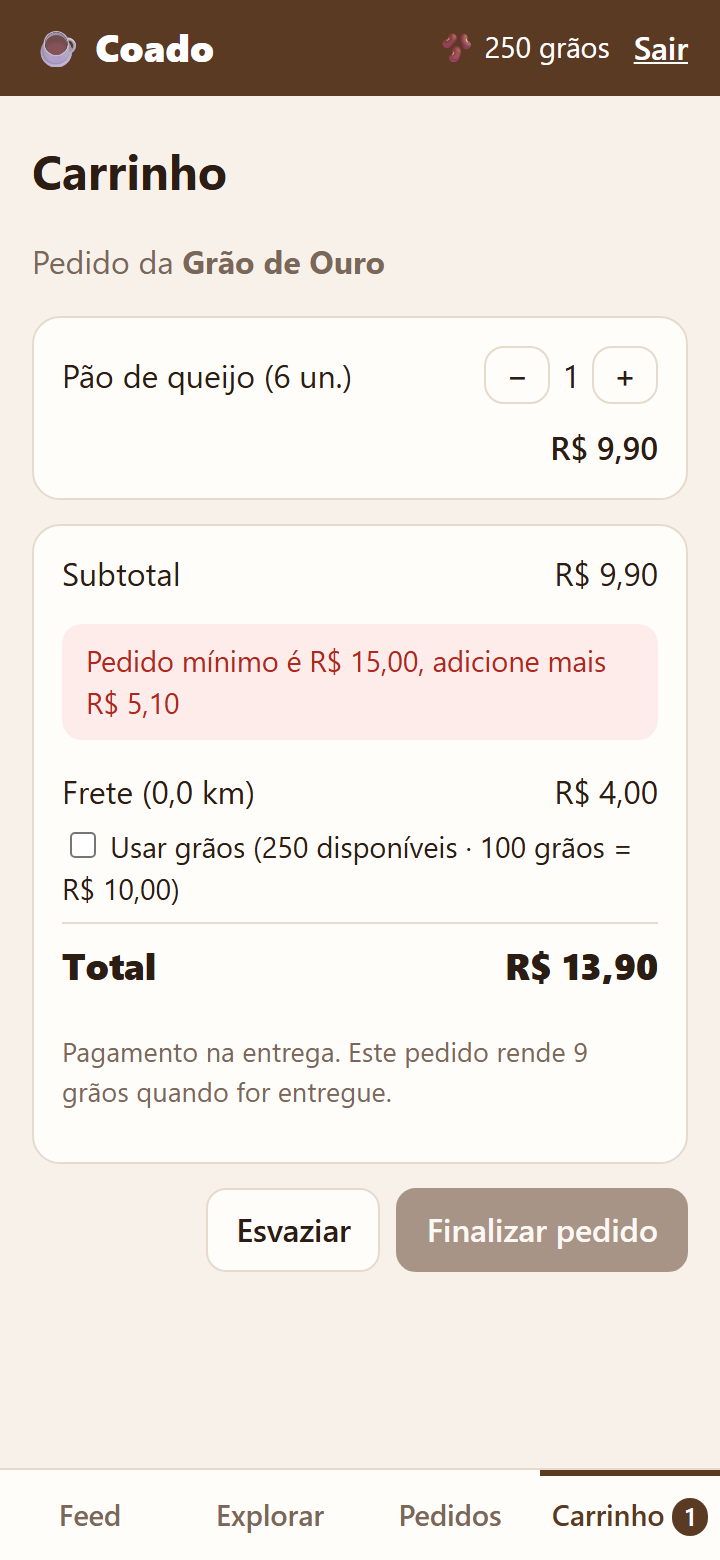 Coado
250 grãos
Sair
Carrinho
Pedido da Grão de Ouro
Pão de queijo (6 un.)
− 1 +
R$ 9,90
Subtotal R$ 9,90
Pedido mínimo é R$ 15,00, adicione mais
R$ 5,10
Frete (0,0 km) R$ 4,00
Usar grãos (250 disponíveis · 100 grãos =
R$ 10,00)
Total R$ 13,90
Pagamento na entrega. Este pedido rende 9
grãos quando for entregue.
Esvaziar
Finalizar pedido
Feed
Explorar
Pedidos
Carrinho 1